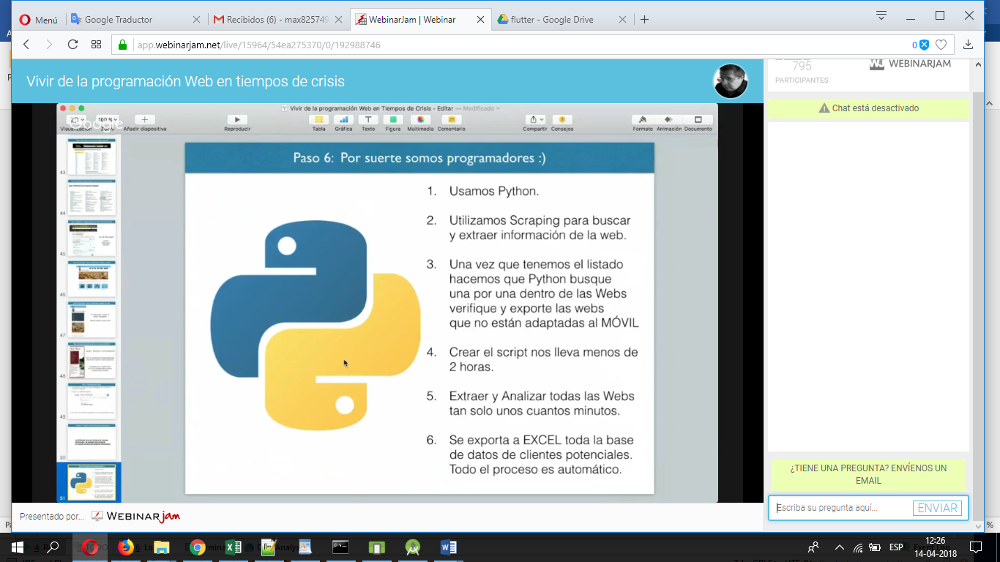 Menú
Google Traductor
Recibidos (6) - max825749
WebinarJam | Webinar
flutter - Google Drive
app.webinarjam.net/live/15964/54ea275370/0/192988746
0
Vivir de la programación Web en tiempos de crisis
795
PARTICIPANTES
WEBINARJAM
Chat está desactivado
Vivir de la programación Web en Tiempos de Crisis - Editar — Modificado
Google
100 %
Añadir diapositiva
Reproducir
Tabla
Gráfica
Texto
Figura
Multimedia
Comentario
Compartir
Consejos
Formato
Animación
Documento
43
44
45
46
47
48
49
50
51
Paso 6: Por suerte somos programadores :)
1. Usamos Python.
2. Utilizamos Scraping para buscar
y extraer información de la web.
3. Una vez que tenemos el listado
hacemos que Python busque
una por una dentro de las Webs
verifique y exporte las webs
que no están adaptadas al MÓVIL
4. Crear el script nos lleva menos de
2 horas.
5. Extraer y Analizar todas las Webs
tan solo unos cuantos minutos.
6. Se exporta a EXCEL toda la base
de datos de clientes potenciales.
Todo el proceso es automático.
¿TIENE UNA PREGUNTA? ENVÍENOS UN
EMAIL
Escriba su pregunta aquí...
ENVIAR
Presentado por...
WEBINARjam
%
ESP
12:26
14-04-2018